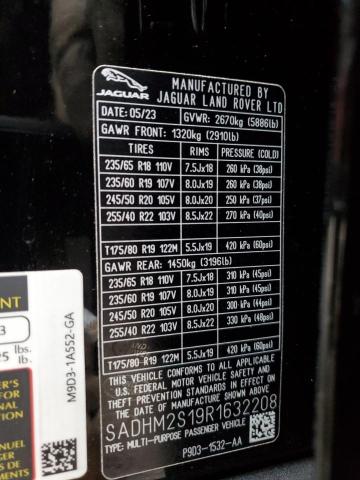 JAGUAR
MANUFACTURED BY
JAGUAR LAND ROVER LTD
DATE: 05/23 GVWR: 2670kg (5886lb)
GAWR FRONT: 1320kg (2910lb)
TIRES RIMS PRESSURE (COLD)
235/65 R18 110V 7.5Jx18 260 kPa (38psi)
235/60 R19 107V 8.0Jx19 260 kPa (38psi)
245/50 R20 105V 8.0Jx20 250 kPa (37psi)
255/40 R22 103V 8.5Jx22 270 kPa (40psi)
T175/80 R19 122M 5.5Jx19 420 kPa (60psi)
GAWR REAR: 1450kg (3196lb)
235/65 R18 110V 7.5Jx18 310 kPa (45psi)
235/60 R19 107V 8.0Jx19 310 kPa (45psi)
245/50 R20 105V 8.0Jx20 300 kPa (44psi)
255/40 R22 103V 8.5Jx22 330 kPa (48psi)
T175/80 R19 122M 5.5Jx19 420 kPa (60psi)
THIS VEHICLE CONFORMS TO ALL APPLICABLE
U.S. FEDERAL MOTOR VEHICLE SAFETY, BUMPER
AND THEFT PREVENTION STANDARDS IN EFFECT
ON THE DATE OF MANUFACTURE SHOWN ABOVE.
SADHM2S19R1632208
TYPE: MULTI-PURPOSE PASSENGER VEHICLE
P9D3-1532-AA
M9D3-1A552-GA
ENT
3
25 lbs.
lbs.